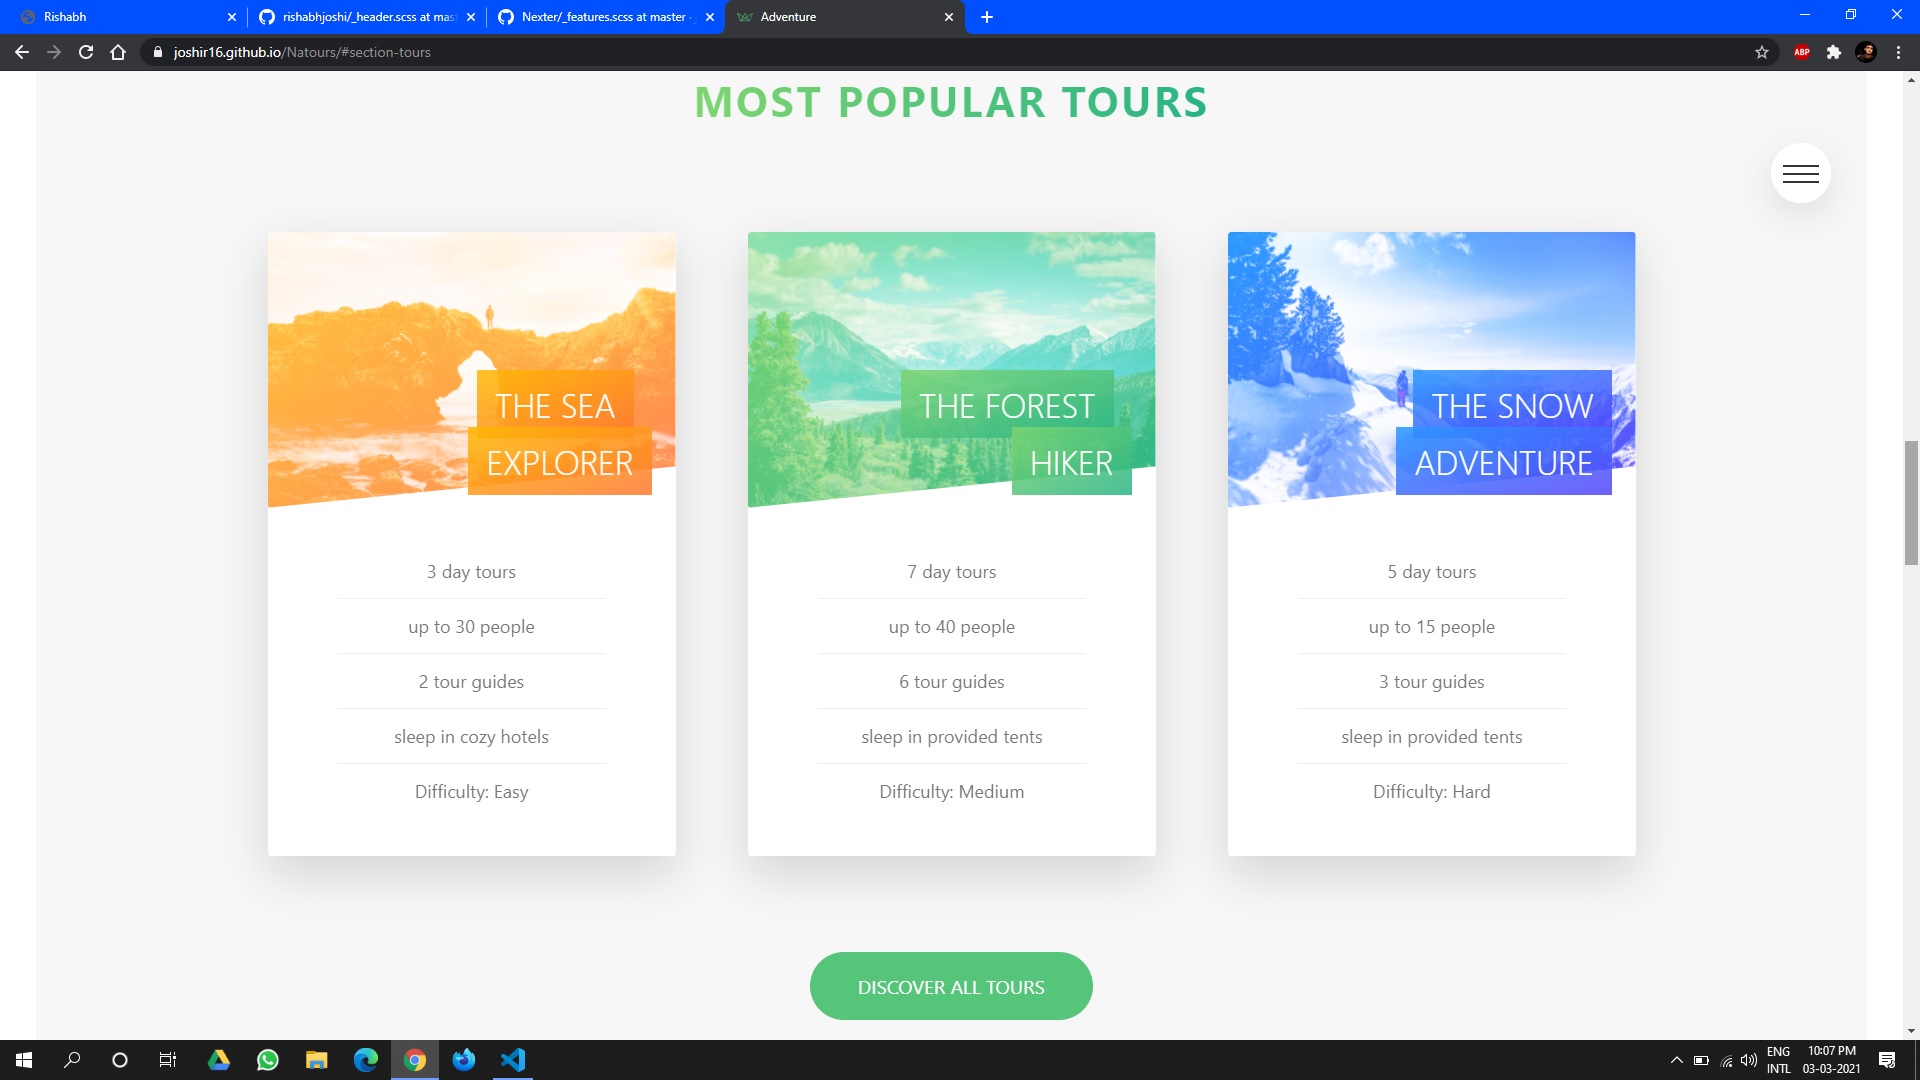 Rishabh
rishabhjoshi/_header.scss at mas
Nexter/_features.scss at master ·
Adventure
joshir16.github.io/Natours/#section-tours
ABP
MOST POPULAR TOURS
THE SEA
EXPLORER
3 day tours
up to 30 people
2 tour guides
sleep in cozy hotels
Difficulty: Easy
THE FOREST
HIKER
7 day tours
up to 40 people
6 tour guides
sleep in provided tents
Difficulty: Medium
THE SNOW
ADVENTURE
5 day tours
up to 15 people
3 tour guides
sleep in provided tents
Difficulty: Hard
DISCOVER ALL TOURS
ENG
INTL
10:07 PM
03-03-2021